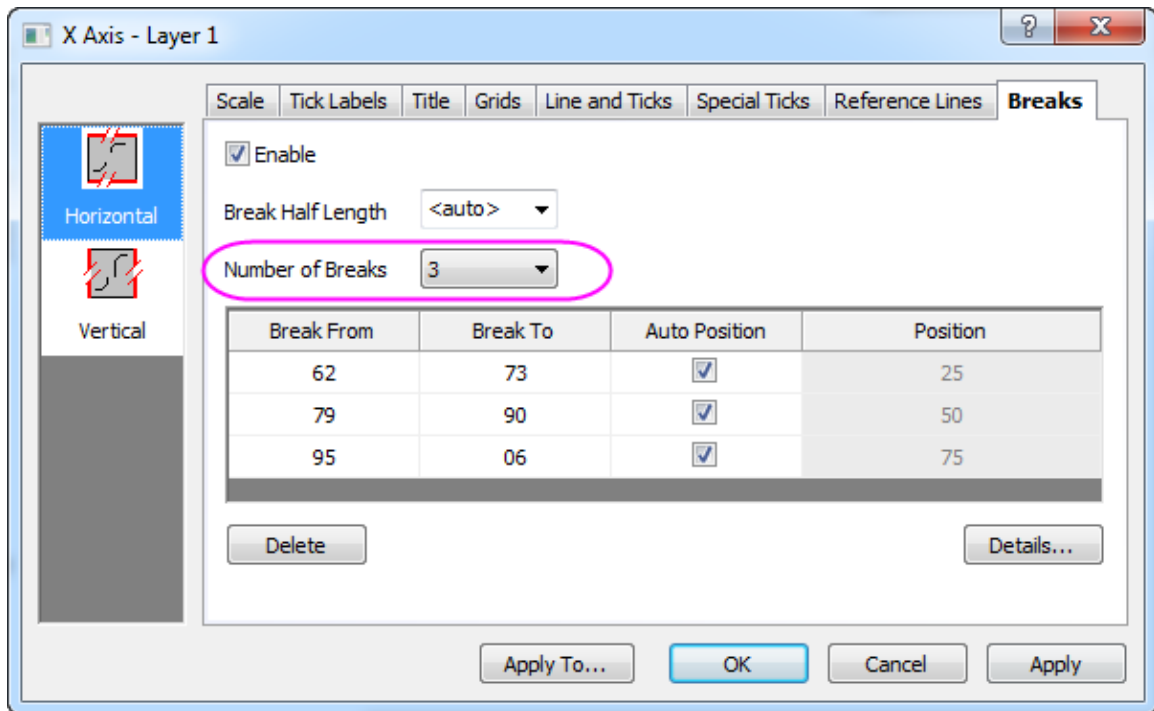 X Axis - Layer 1
Scale Tick Labels Title Grids Line and Ticks Special Ticks Reference Lines Breaks
Horizontal
Vertical
Enable
Break Half Length <auto>
Number of Breaks 3
Break From Break To Auto Position Position
62 73 25
79 90 50
95 06 75
Delete Details...
Apply To... OK Cancel Apply